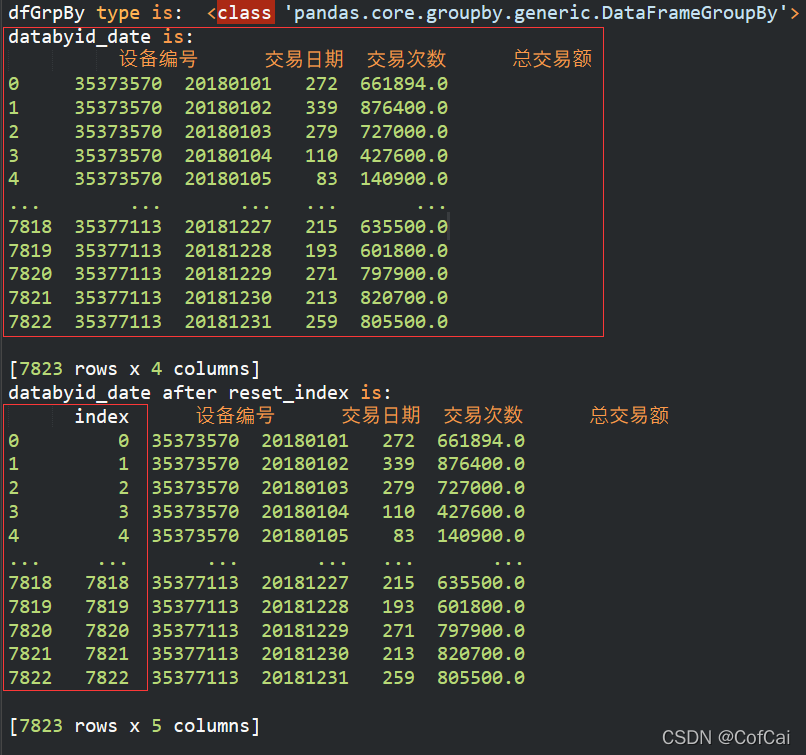 dfGrpBy type is:  <class 'pandas.core.groupby.generic.DataFrameGroupBy'>
databyid_date is:
          设备编号      交易日期  交易次数      总交易额
0     35373570  20180101   272  661894.0
1     35373570  20180102   339  876400.0
2     35373570  20180103   279  727000.0
3     35373570  20180104   110  427600.0
4     35373570  20180105    83  140900.0
...        ...       ...   ...       ...
7818  35377113  20181227   215  635500.0
7819  35377113  20181228   193  601800.0
7820  35377113  20181229   271  797900.0
7821  35377113  20181230   213  820700.0
7822  35377113  20181231   259  805500.0
[7823 rows x 4 columns]
databyid_date after reset_index is:
      index      设备编号      交易日期  交易次数      总交易额
0         0  35373570  20180101   272  661894.0
1         1  35373570  20180102   339  876400.0
2         2  35373570  20180103   279  727000.0
3         3  35373570  20180104   110  427600.0
4         4  35373570  20180105    83  140900.0
...     ...       ...       ...   ...       ...
7818   7818  35377113  20181227   215  635500.0
7819   7819  35377113  20181228   193  601800.0
7820   7820  35377113  20181229   271  797900.0
7821   7821  35377113  20181230   213  820700.0
7822   7822  35377113  20181231   259  805500.0
[7823 rows x 5 columns]
CSDN @CofCai